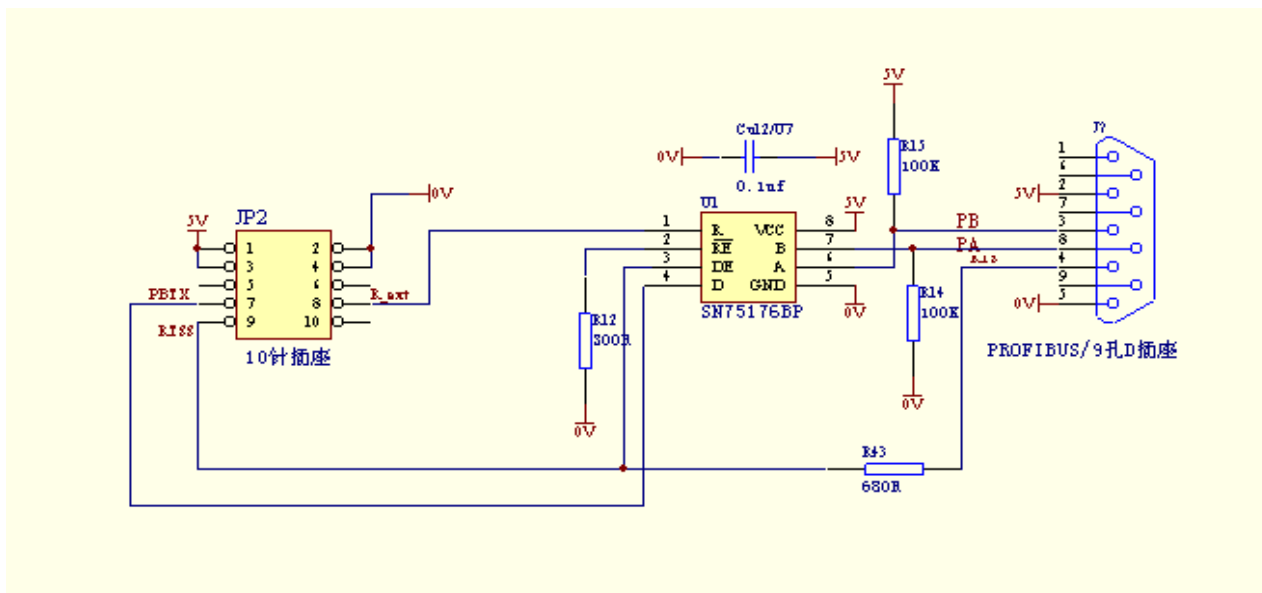 5V
J?
Cu12/U7
R15
100K
0V
5V
0.1uf
1
6
2
7
3
8
4
9
5
5V
0V
JP2
0V
5V
1 2
3 4
5 6
7 8
9 10
PBTX
R_ext
RTSS
10针插座
U1
1 R VCC 8
2 RE B 7
3 DE A 6
4 D GND 5
5V
0V
SN75176BP
PB
PA
R12
300R
0V
R14
100K
0V
PROFIBUS/9孔D插座
R43
680R